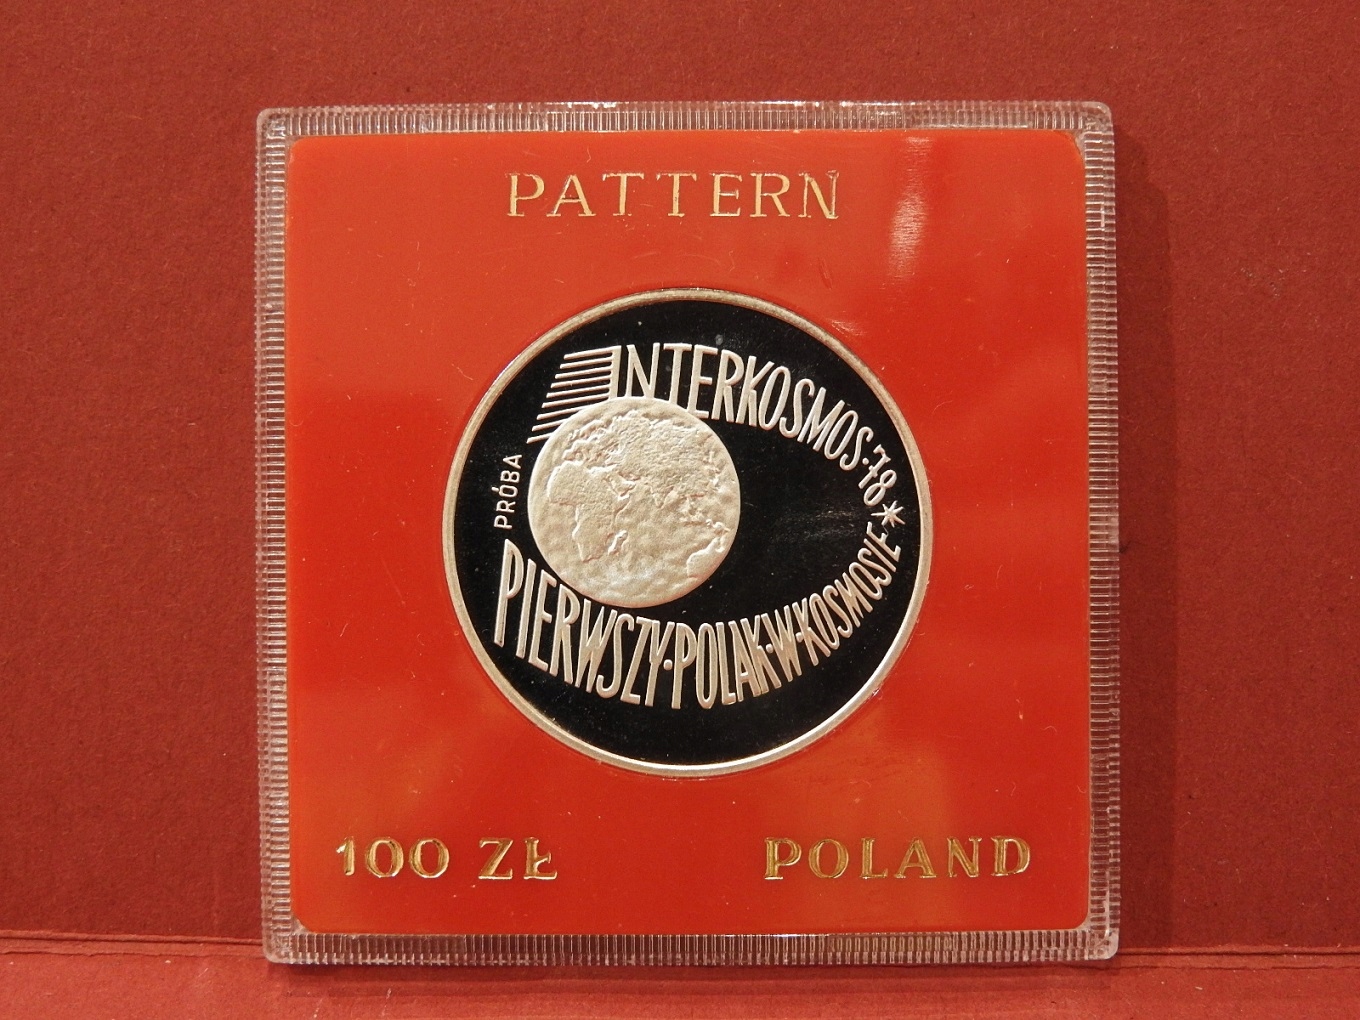 PATTERN
INTERKOSMOS·78
PRÓBA
PIERWSZY·POLAK·W·KOSMOSIE
100 ZŁ
POLAND